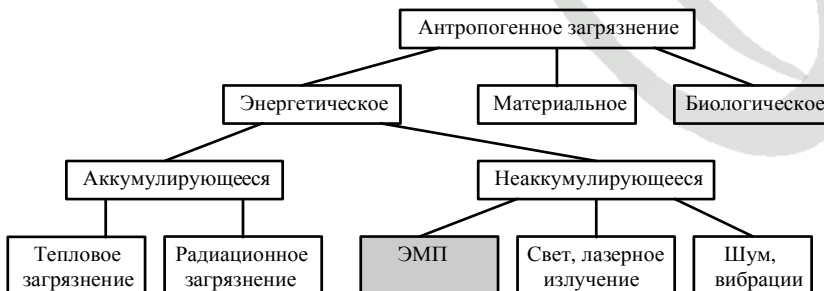 Антропогенное загрязнение
Энергетическое
Материальное
Биологическое
Аккумулирующееся
Неаккумулирующееся
Тепловое
загрязнение
Радиационное
загрязнение
ЭМП
Свет, лазерное
излучение
Шум,
вибрации